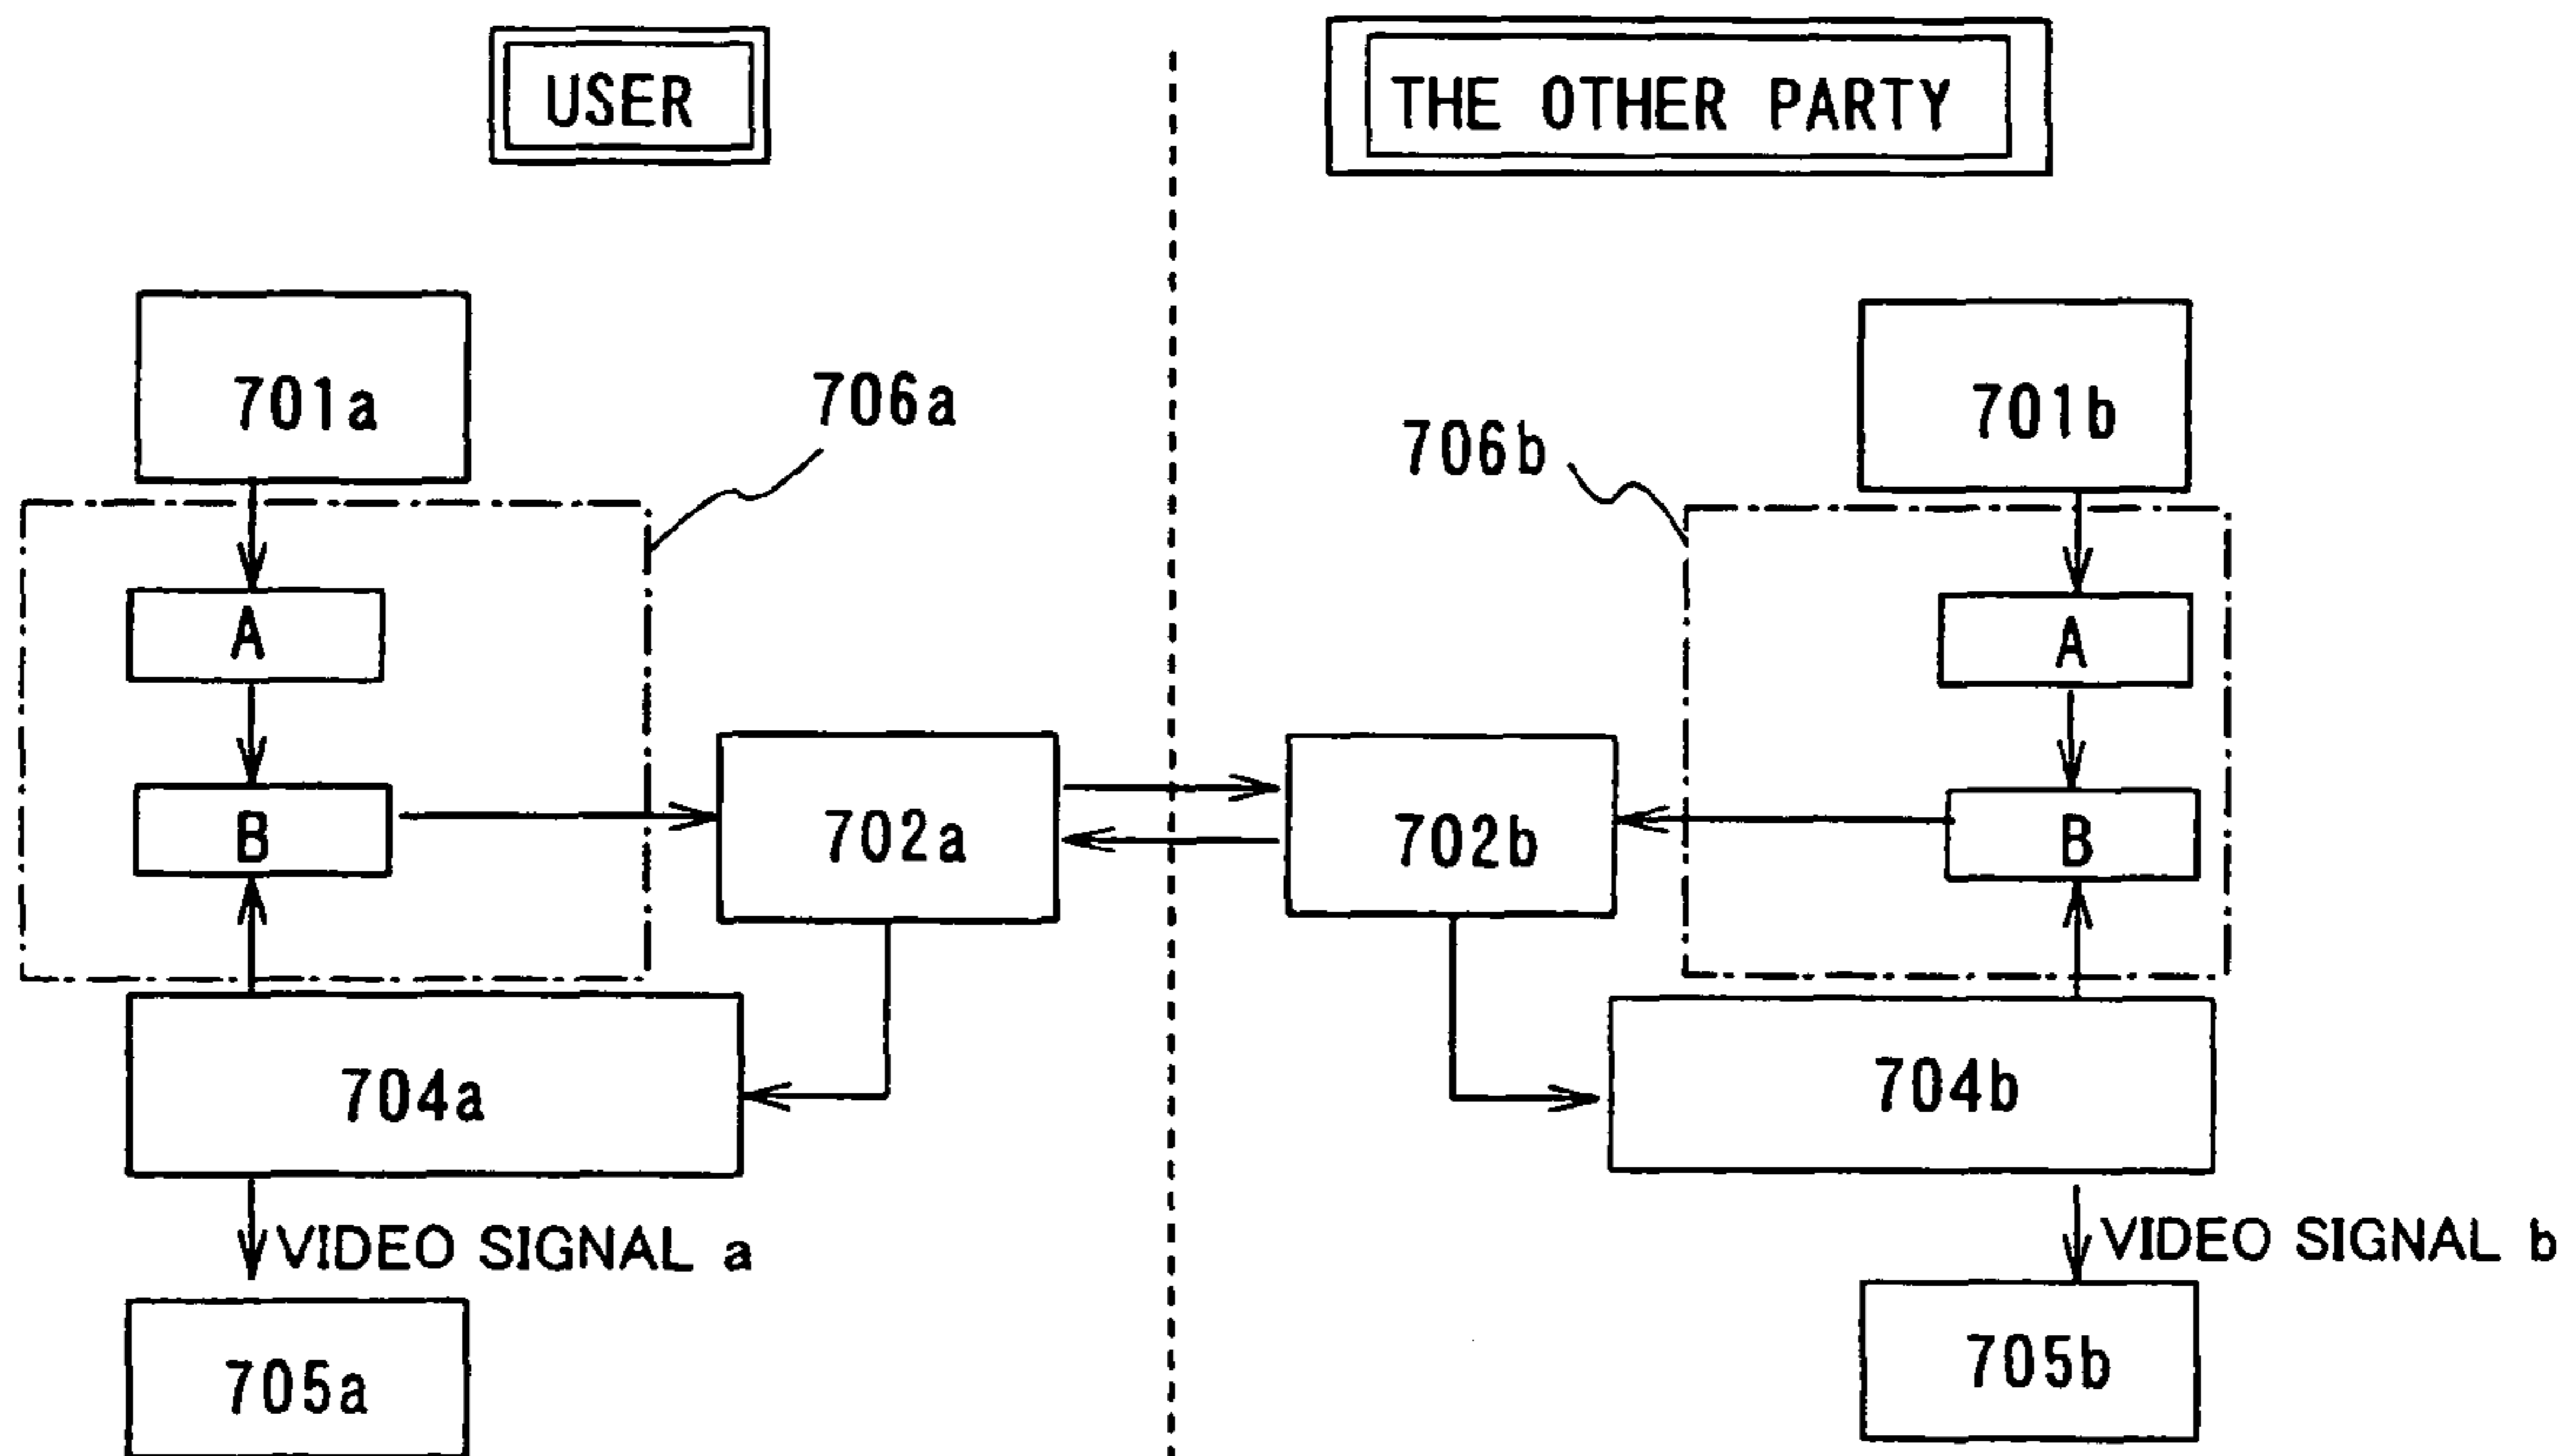 USER
THE OTHER PARTY
701a
706a
706b
701b
A
A
B
702a
702b
B
704a
704b
VIDEO SIGNAL a
VIDEO SIGNAL b
705a
705b